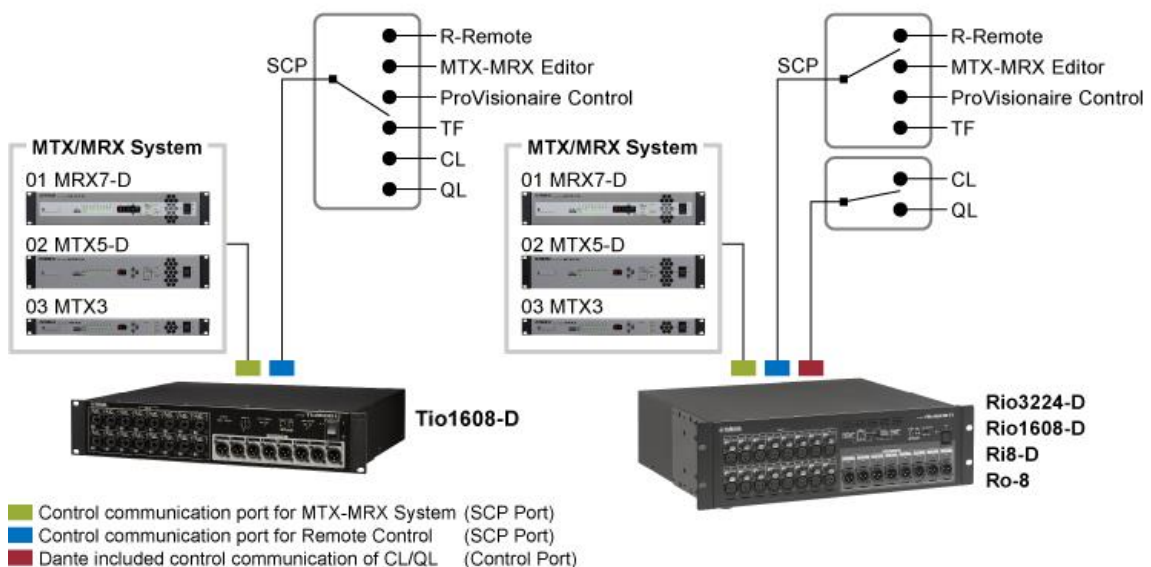 SCP
R-Remote
MTX-MRX Editor
ProVisionaire Control
TF
CL
QL
MTX/MRX System
01 MRX7-D
02 MTX5-D
03 MTX3
Tio1608-D
SCP
R-Remote
MTX-MRX Editor
ProVisionaire Control
TF
CL
QL
MTX/MRX System
01 MRX7-D
02 MTX5-D
03 MTX3
Rio3224-D
Rio1608-D
Ri8-D
Ro-8
Control communication port for MTX-MRX System (SCP Port)
Control communication port for Remote Control (SCP Port)
Dante included control communication of CL/QL (Control Port)